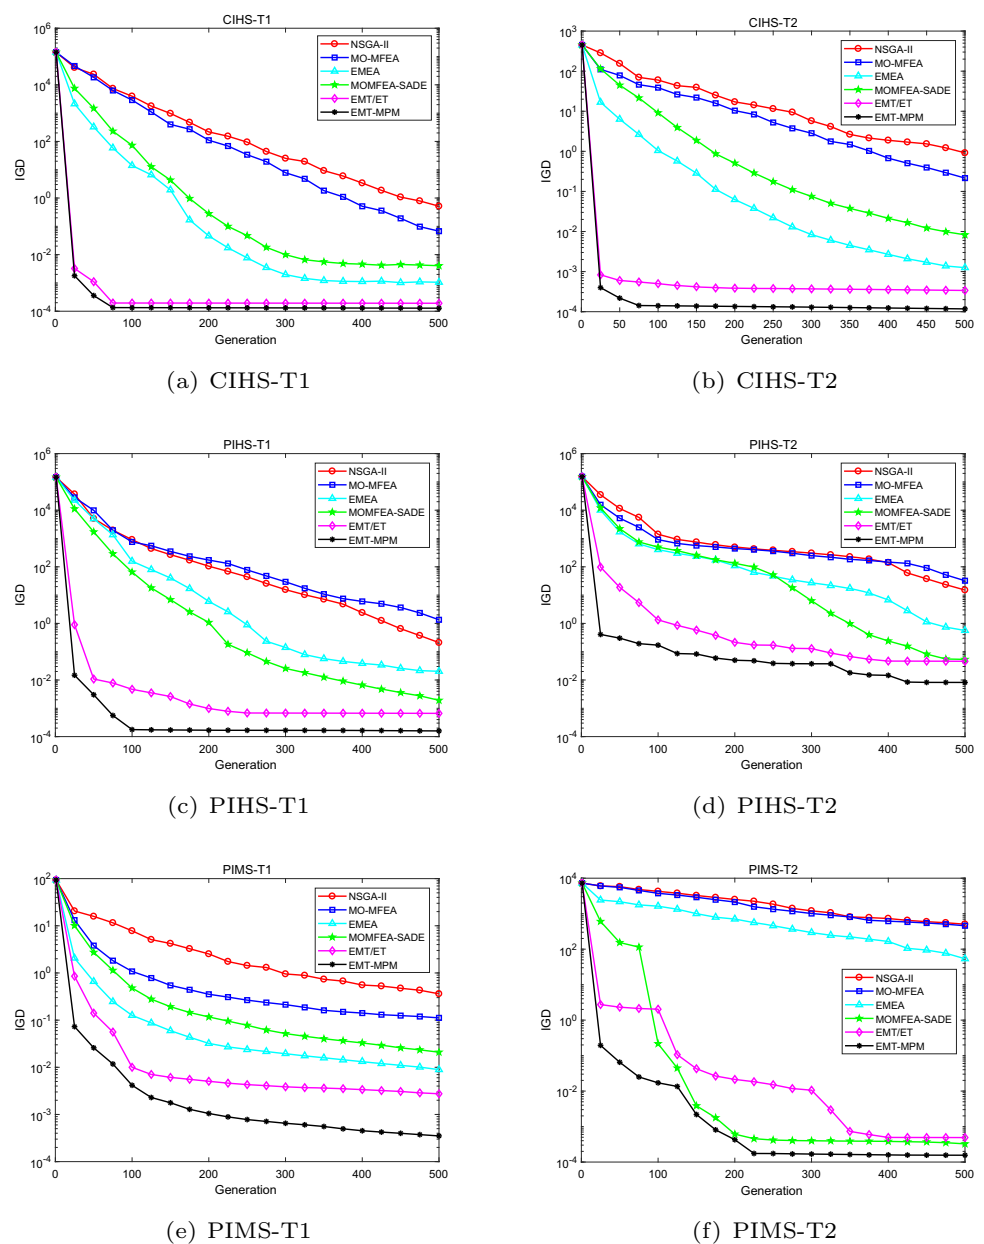 CIHS-T1
10^6
10^4
10^2
10^0
10^-2
10^-4
IGD
0 100 200 300 400 500
Generation
NSGA-II
MO-MFEA
EMEA
MOMFEA-SADE
EMT/ET
EMT-MPM
(a) CIHS-T1
CIHS-T2
10^3
10^2
10^1
10^0
10^-1
10^-2
10^-3
10^-4
IGD
0 50 100 150 200 250 300 350 400 450 500
Generation
NSGA-II
MO-MFEA
EMEA
MOMFEA-SADE
EMT/ET
EMT-MPM
(b) CIHS-T2
PIHS-T1
10^6
10^4
10^2
10^0
10^-2
10^-4
IGD
0 100 200 300 400 500
Generation
NSGA-II
MO-MFEA
EMEA
MOMFEA-SADE
EMT/ET
EMT-MPM
(c) PIHS-T1
PIHS-T2
10^6
10^4
10^2
10^0
10^-2
10^-4
IGD
0 100 200 300 400 500
Generation
NSGA-II
MO-MFEA
EMEA
MOMFEA-SADE
EMT/ET
EMT-MPM
(d) PIHS-T2
PIMS-T1
10^2
10^1
10^0
10^-1
10^-2
10^-3
10^-4
IGD
0 100 200 300 400 500
Generation
NSGA-II
MO-MFEA
EMEA
MOMFEA-SADE
EMT/ET
EMT-MPM
(e) PIMS-T1
PIMS-T2
10^4
10^2
10^0
10^-2
10^-4
IGD
0 100 200 300 400 500
Generation
NSGA-II
MO-MFEA
EMEA
MOMFEA-SADE
EMT/ET
EMT-MPM
(f) PIMS-T2